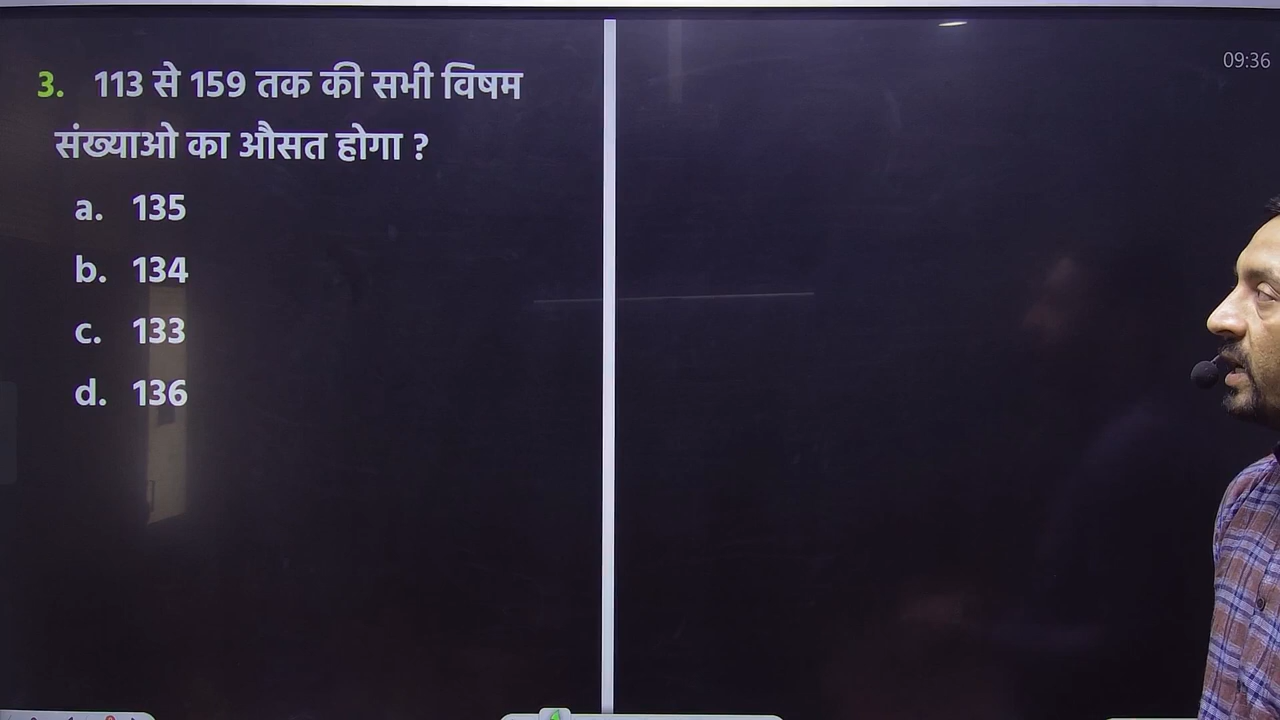 3. 113 से 159 तक की सभी विषम
संख्याओ का औसत होगा ?
a. 135
b. 134
c. 133
d. 136
09:36